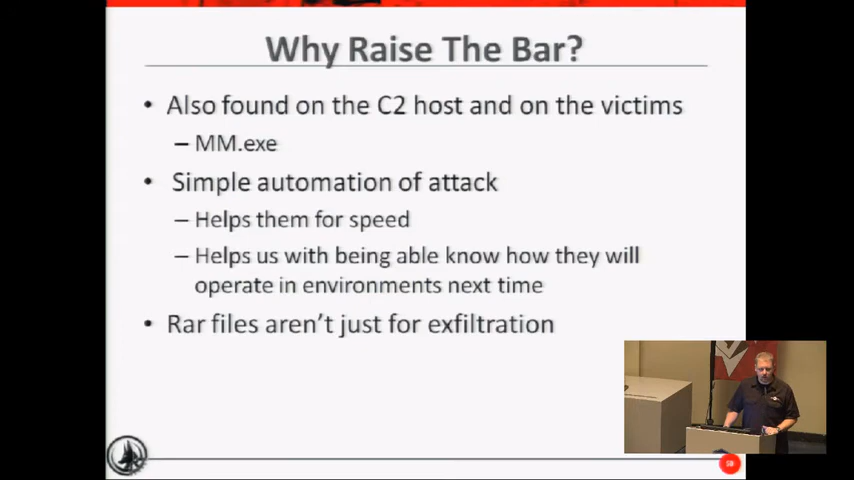 Why Raise The Bar?
• Also found on the C2 host and on the victims
– MM.exe
• Simple automation of attack
– Helps them for speed
– Helps us with being able know how they will
operate in environments next time
• Rar files aren't just for exfiltration